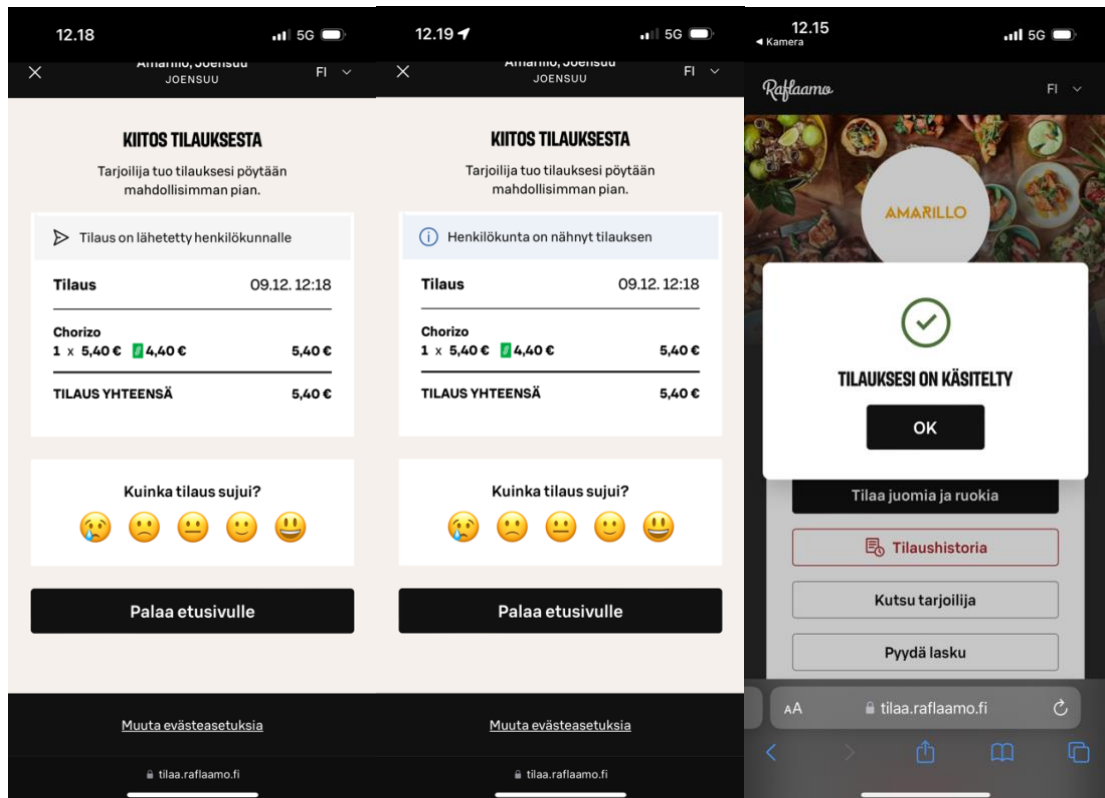 12.18
5G
Amarillo, Joensuu
JOENSUU
FI
KIITOS TILAUKSESTA
Tarjoilija tuo tilauksesi pöytään
mahdollisimman pian.
Tilaus on lähetetty henkilökunnalle
Tilaus 09.12. 12:18
Chorizo
1 x 5,40 € 4,40 € 5,40 €
TILAUS YHTEENSÄ 5,40 €
Kuinka tilaus sujui?
Palaa etusivulle
Muuta evästeasetuksia
tilaa.raflaamo.fi
12.19
5G
Amarillo, Joensuu
JOENSUU
FI
KIITOS TILAUKSESTA
Tarjoilija tuo tilauksesi pöytään
mahdollisimman pian.
Henkilökunta on nähnyt tilauksen
Tilaus 09.12. 12:18
Chorizo
1 x 5,40 € 4,40 € 5,40 €
TILAUS YHTEENSÄ 5,40 €
Kuinka tilaus sujui?
Palaa etusivulle
Muuta evästeasetuksia
tilaa.raflaamo.fi
12.15
5G
Kamera
Raflaamo
FI
AMARILLO
TILAUKSESI ON KÄSITELTY
OK
Tilaa juomia ja ruokia
Tilaushistoria
Kutsu tarjoilija
Pyydä lasku
AA tilaa.raflaamo.fi